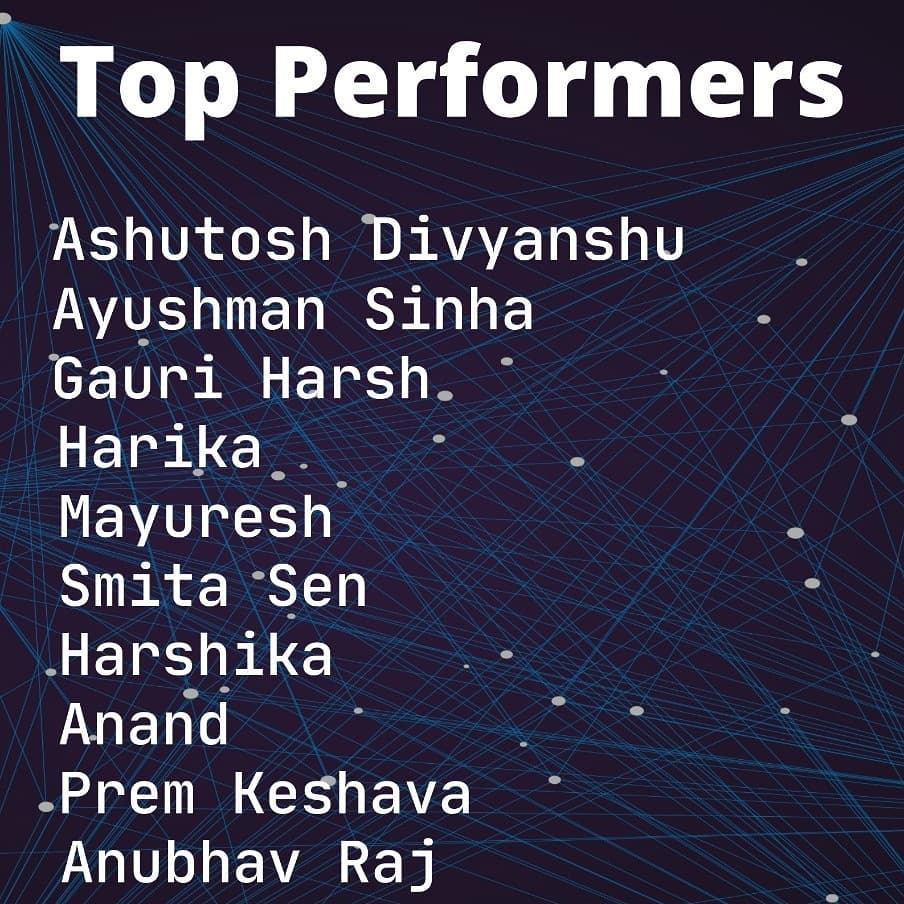 Top Performers
Ashutosh Divyanshu
Ayushman Sinha
Gauri Harsh
Harika
Mayuresh
Smita Sen
Harshika
Anand
Prem Keshava
Anubhav Raj